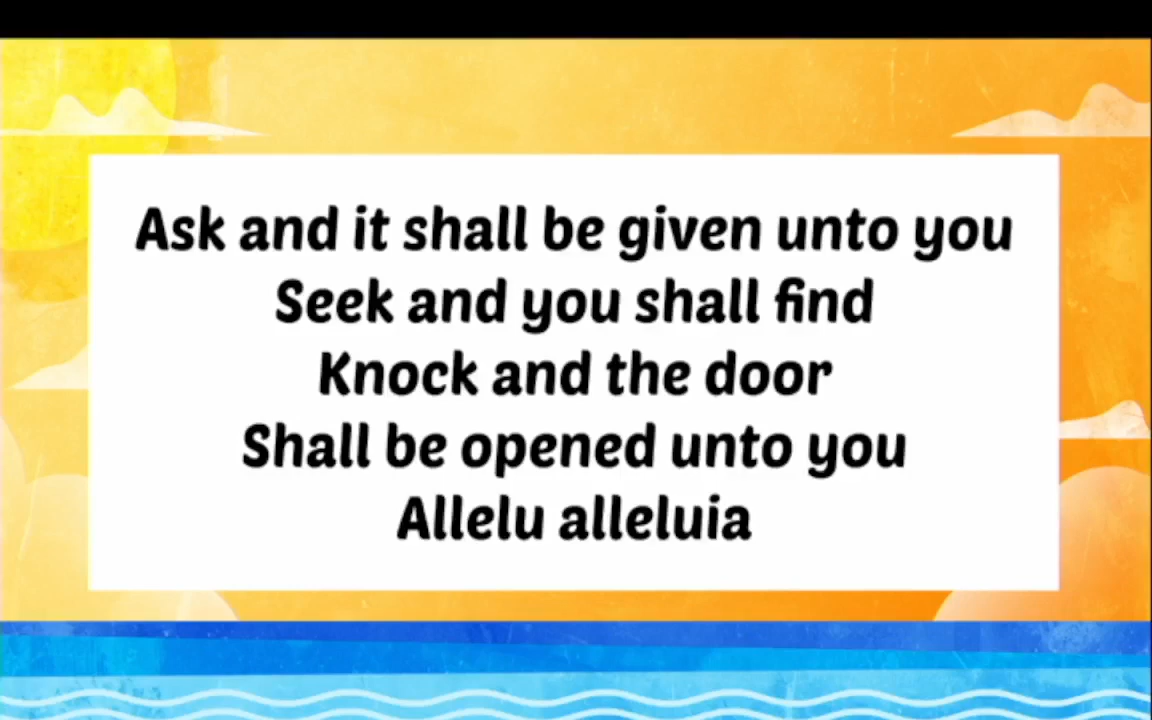 Ask and it shall be given unto you
Seek and you shall find
Knock and the door
Shall be opened unto you
Allelu alleluia